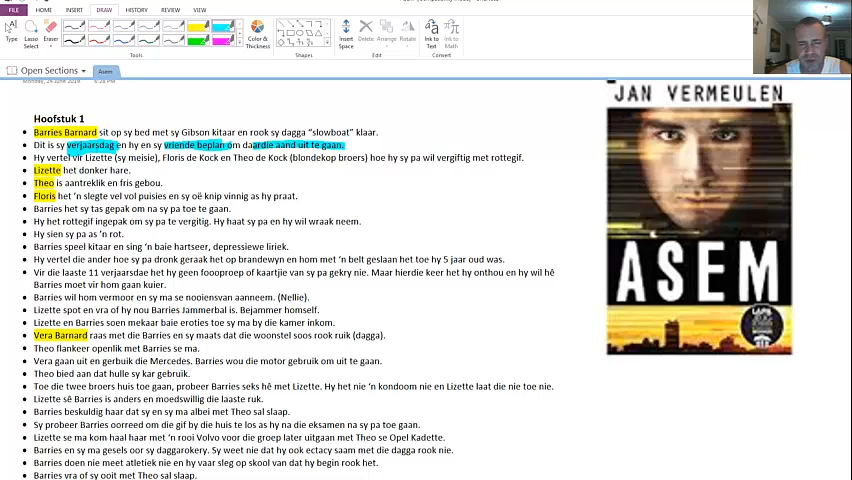 FILE HOME INSERT DRAW HISTORY REVIEW VIEW
Type Lasso Select Eraser Color & Thickness Insert Space Delete Arrange Rotate Ink to Text Ink to Math
Tools Shapes Edit Convert
Open Sections Asem
JAN VERMEULEN
Hoofstuk 1
Barries Barnard sit op sy bed met sy Gibson kitaar en rook sy dagga “slowboat” klaar.
Dit is sy verjaarsdag en hy en sy vriende beplan om daardie aand uit te gaan.
Hy vertel vir Lizette (sy meisie), Floris de Kock en Theo de Kock (blondekop broers) hoe hy sy pa wil vergiftig met rottegif.
Lizette het donker hare.
Theo is aantreklik en fris gebou.
Floris het ‘n slegte vel vol puisies en sy oë knip vinnig as hy praat.
Barries het sy tas gepak om na sy pa toe te gaan.
Hy het rottegif ingepak om sy pa te vergitig. Hy haat sy pa en hy wil wraak neem.
Hy sien sy pa as ‘n rot.
Barries speel kitaar en sing ‘n baie hartseer, depressiewe liriek.
Hy vertel die ander hoe sy pa dronk geraak het op brandewyn en hom met ‘n belt geslaan het toe hy 5 jaar oud was.
Vir die laaste 11 verjaarsdae het hy geen foooproep of kaartjie van sy pa gekry nie. Maar hierdie keer het hy onthou en hy wil hê
Barries moet vir hom gaan kuier.
Barries wil hom vermoor en sy ma se nooiensvan aanneem. (Nellie).
Lizette spot en vra of hy nou Barries Jammerbal is. Bejammer homself.
Lizette en Barries soen mekaar baie eroties toe sy ma by die kamer inkom.
Vera Barnard raas met die Barries en sy maats dat die woonstel soos rook ruik (dagga).
Theo flankeer openlik met Barries se ma.
Vera gaan uit en gerbuik die Mercedes. Barries wou die motor gebruik om uit te gaan.
Theo bied aan dat hulle sy kar gebruik.
Toe die twee broers huis toe gaan, probeer Barries seks hê met Lizette. Hy het nie ‘n kondoom nie en Lizette laat die nie toe nie.
Lizette sê Barries is anders en moedswillig die laaste ruk.
Barries beskuldig haar dat sy en sy ma albei met Theo sal slaap.
Sy probeer Barries oorreed om die gif by die huis te los as hy na die eksamen na sy pa toe gaan.
Lizette se ma kom haal haar met ‘n rooi Volvo voor die groep later uitgaan met Theo se Opel Kadette.
Barries en sy ma gesels oor sy daggarokery. Sy weet nie dat hy ook ectacy saam met die dagga rook nie.
Barries doen nie meet atletiek nie en hy vaar sleg op skool van dat hy begin rook het.
Barries vra of sy ooit met Theo sal slaap.
ASEM